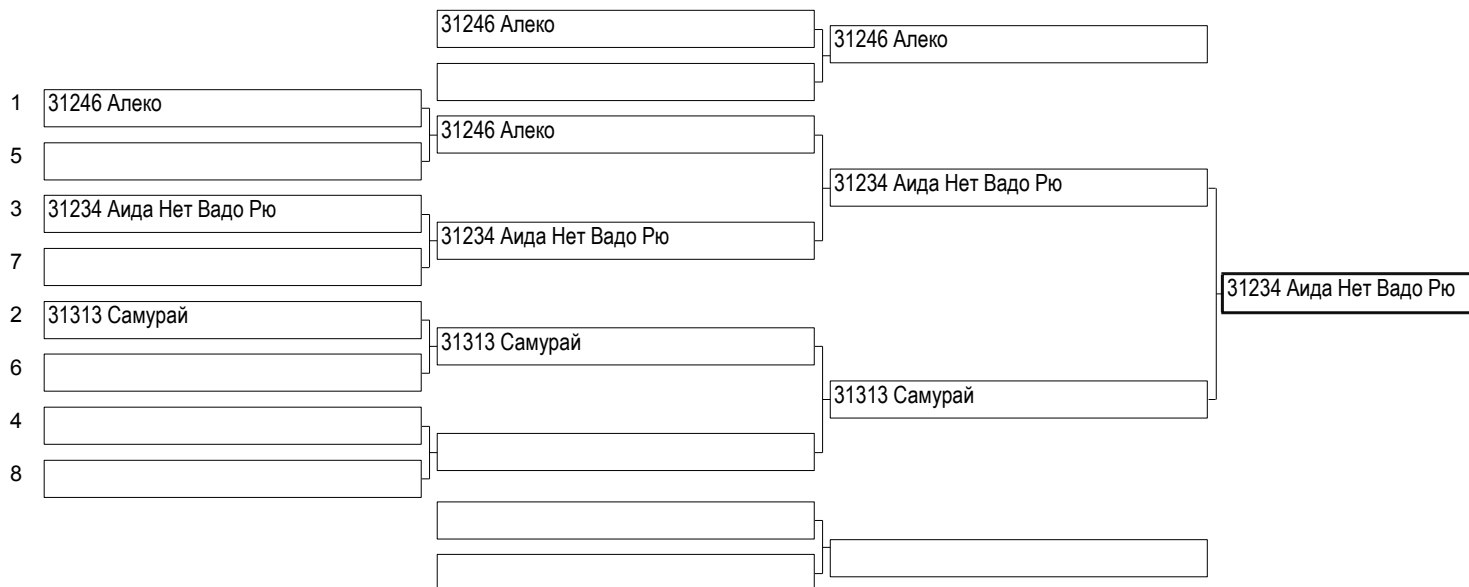 31246 Алеко
31246 Алеко
1 31246 Алеко
31246 Алеко
5
31234 Аида Нет Вадо Рю
3 31234 Аида Нет Вадо Рю
31234 Аида Нет Вадо Рю
7
31234 Аида Нет Вадо Рю
2 31313 Самурай
31313 Самурай
6
31313 Самурай
4
8